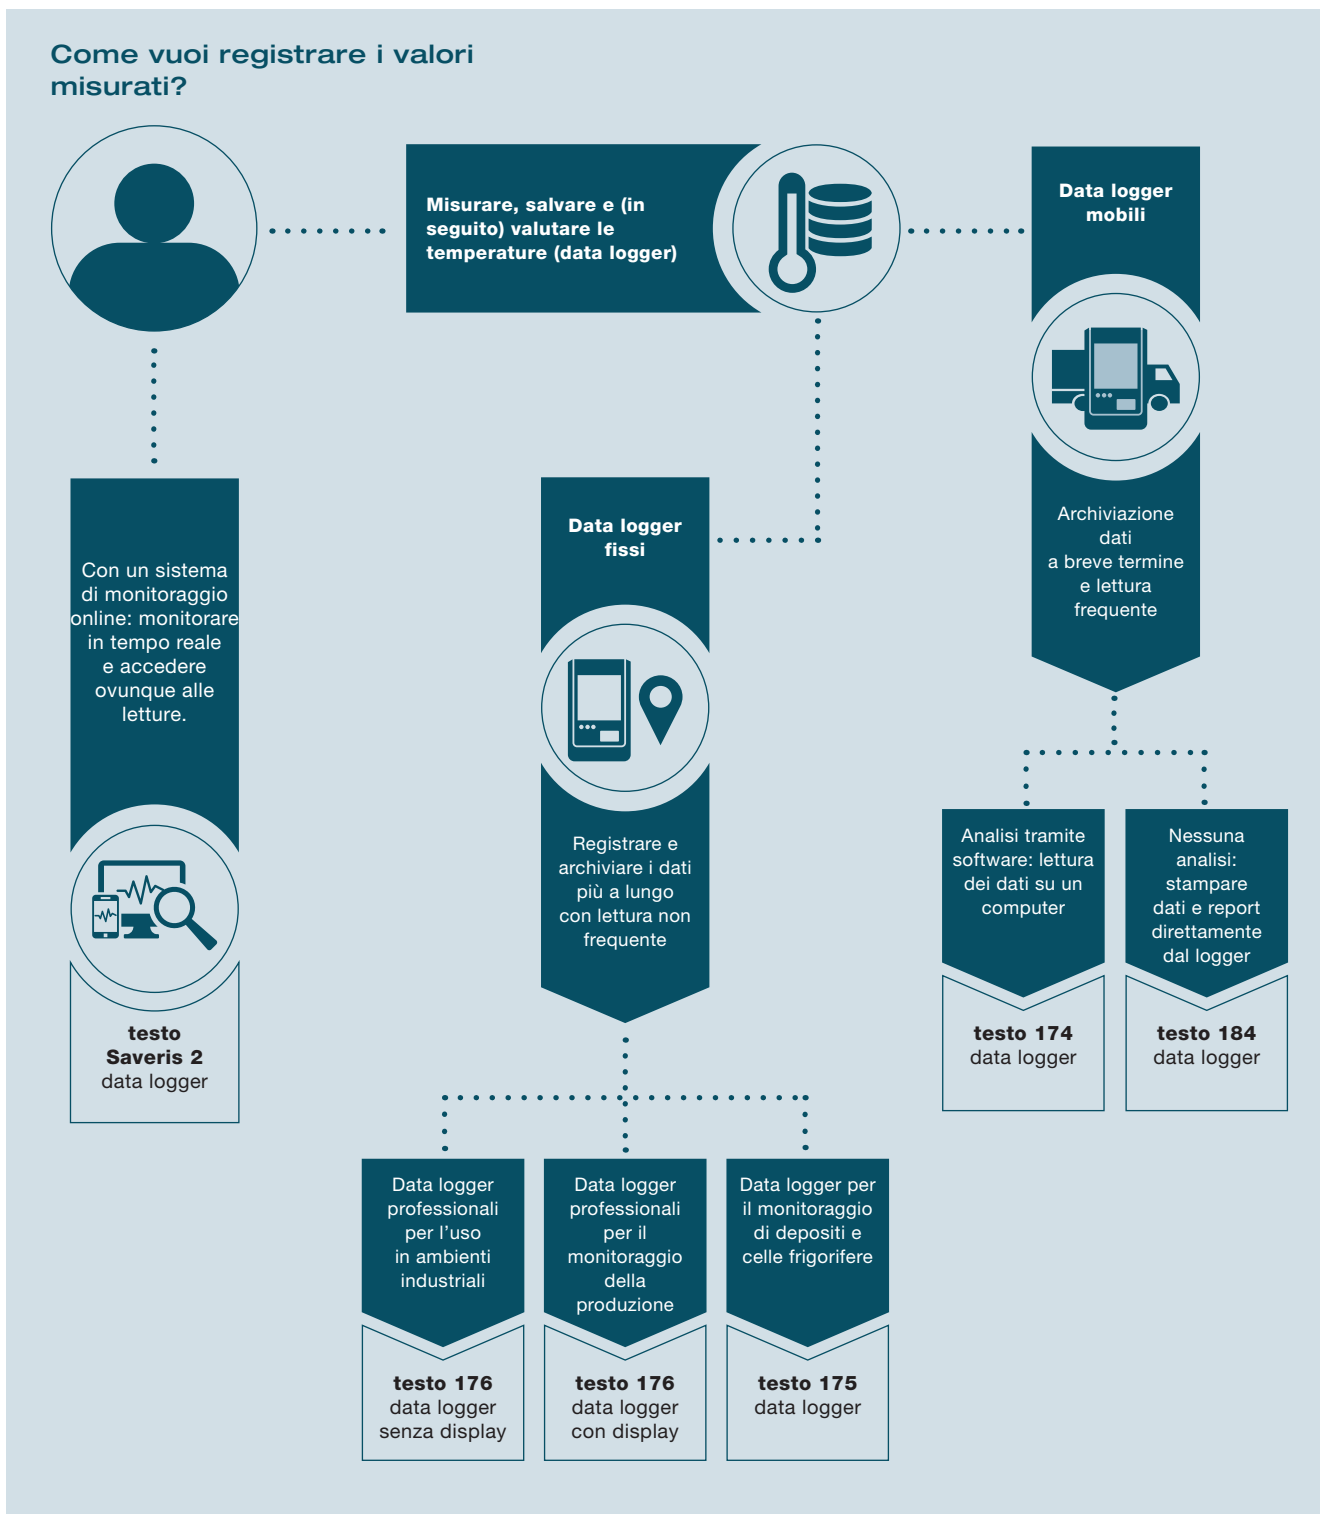 Come vuoi registrare i valori
misurati?
Misurare, salvare e (in
seguito) valutare le
temperature (data logger)
Data logger
mobili
Archiviazione
dati
a breve termine
e lettura
frequente
Con un sistema
di monitoraggio
online: monitorare
in tempo reale
e accedere
ovunque alle
letture.
testo
Saveris 2
data logger
Data logger
fissi
Registrare e
archiviare i dati
più a lungo
con lettura non
frequente
Analisi tramite
software: lettura
dei dati su un
computer
testo 174
data logger
Nessuna
analisi:
stampare
dati e report
direttamente
dal logger
testo 184
data logger
Data logger
professionali
per l’uso
in ambienti
industriali
testo 176
data logger
senza display
Data logger
professionali
per il
monitoraggio
della
produzione
testo 176
data logger
con display
Data logger per
il monitoraggio
di depositi e
celle frigorifere
testo 175
data logger